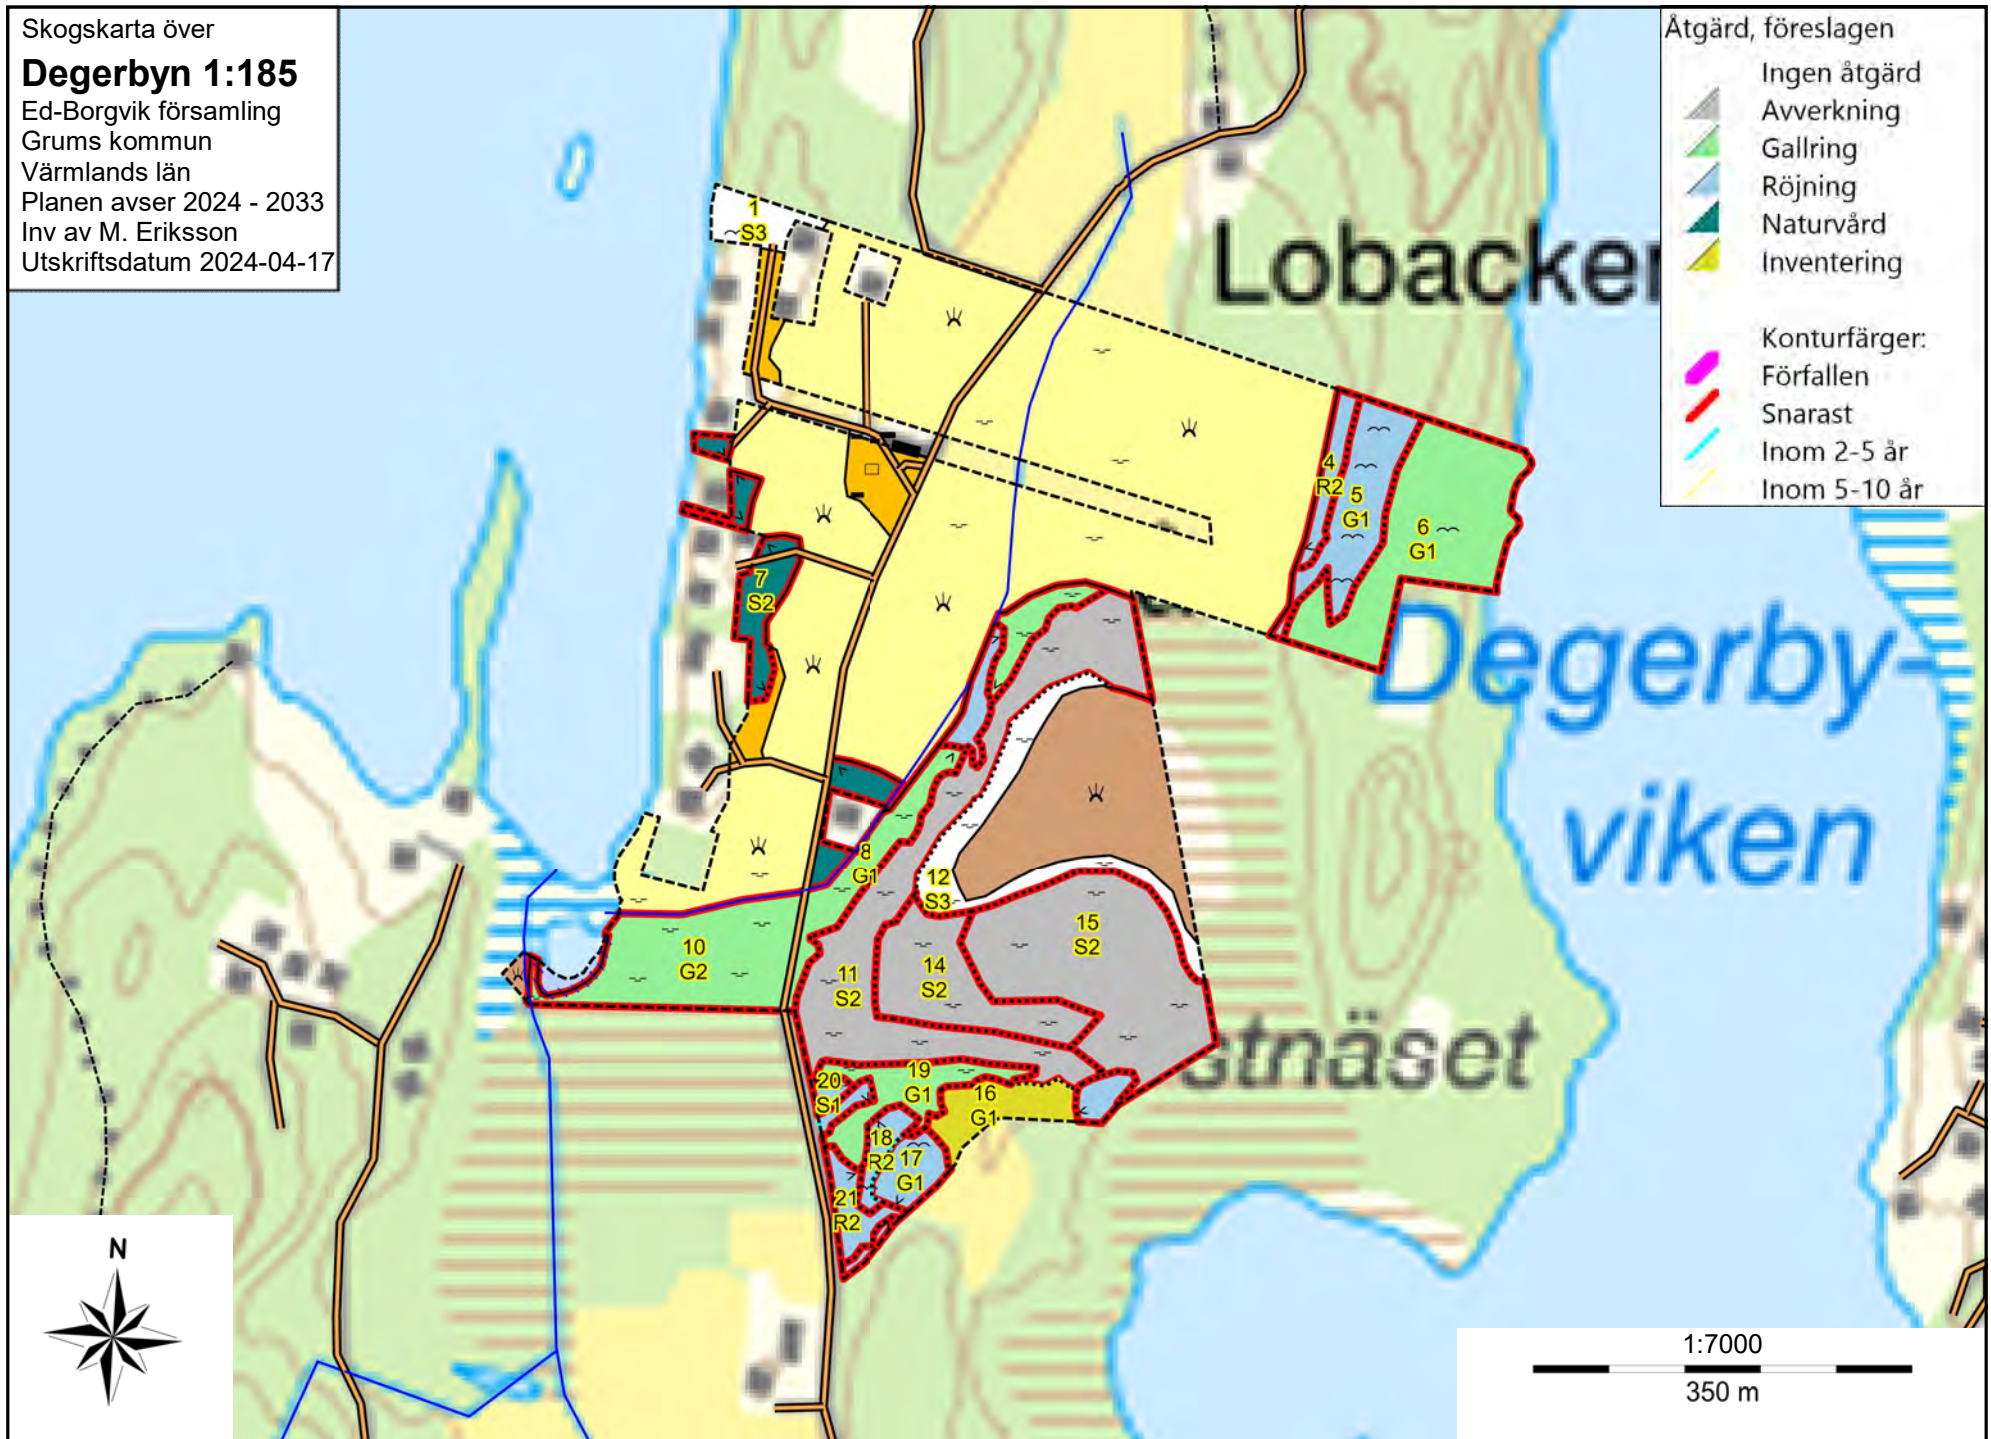 Skogskarta över
Degerbyn 1:185
Ed-Borgvik församling
Grums kommun
Värmlands län
Planen avser 2024 - 2033
Inv av M. Eriksson
Utskriftsdatum 2024-04-17
Åtgärd, föreslagen
Ingen åtgärd
Avverkning
Gallring
Röjning
Naturvård
Inventering
Konturfärger:
Förfallen
Snarast
Inom 2-5 år
Inom 5-10 år
1
S3
Lobacken
4
R2
5
G1
6
G1
7
S2
Degerby-
viken
8
G1
12
S3
15
S2
10
G2
11
S2
14
S2
stnäset
20
S1
19
G1
16
G1
18
R2
17
G1
21
R2
N
1:7000
350 m